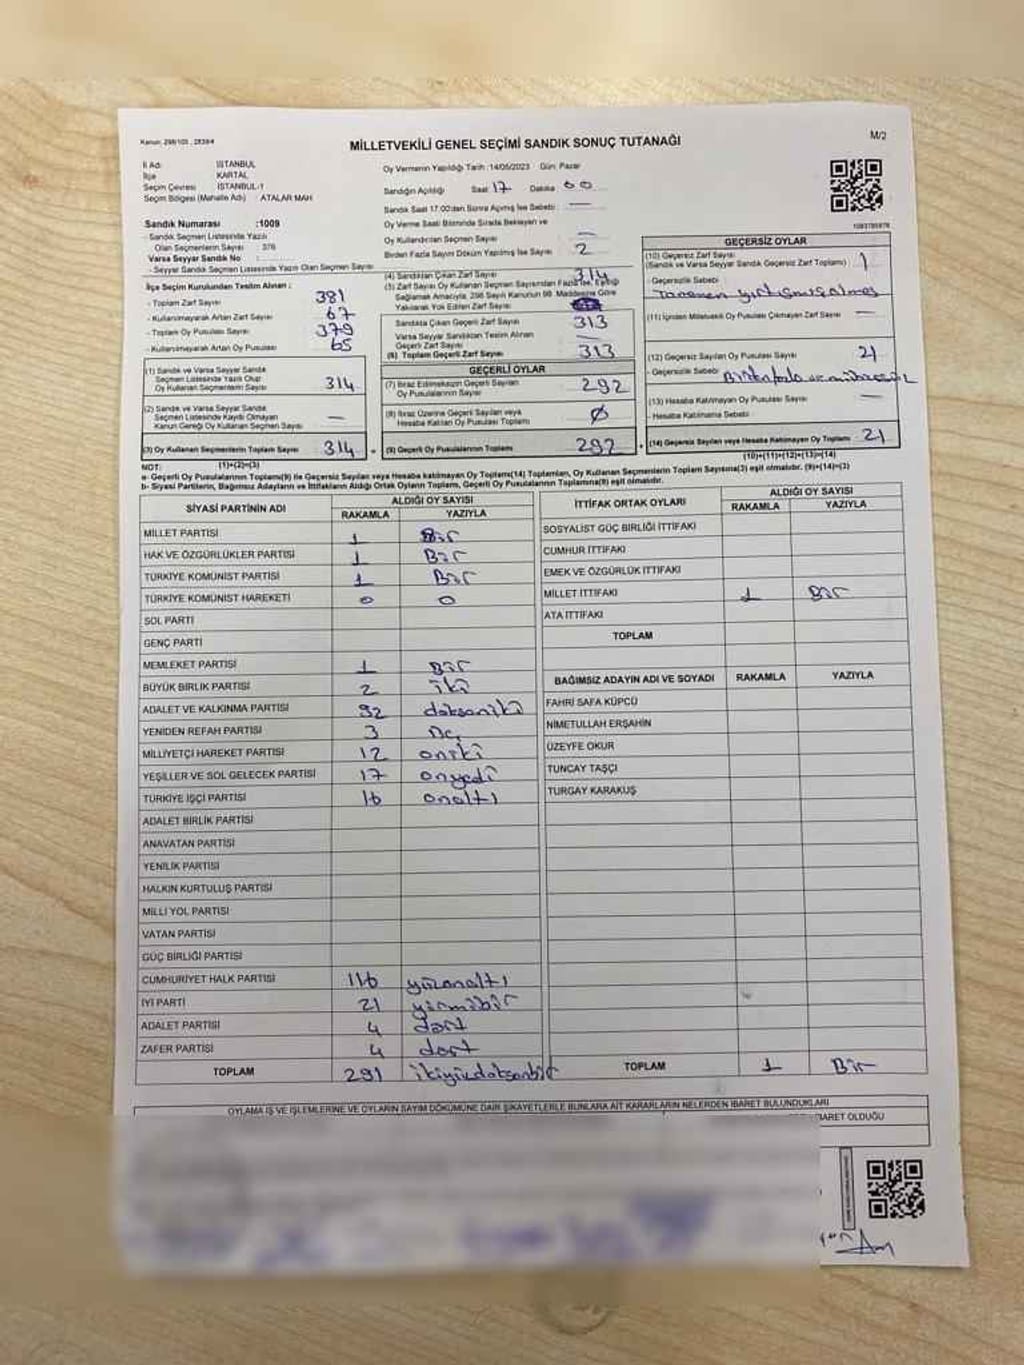 Kanun: 298/105 , 2839/4
MİLLETVEKİLİ GENEL SEÇİMİ SANDIK SONUÇ TUTANAĞI
M/2
İl Adı İSTANBUL
İlçe KARTAL
Seçim Çevresi İSTANBUL-1
Seçim Bölgesi (Mahalle Adı) : ATALAR MAH
Sandık Numarası :1009
- Sandık Seçmen Listesinde Yazılı
Olan Seçmenlerin Sayısı : 376
Varsa Seyyar Sandık No :
- Seyyar Sandık Seçmen Listesinde Yazılı Olan Seçmen Sayısı
İlçe Seçim Kurulundan Teslim Alınan :
- Toplam Zarf Sayısı 381
- Kullanılmayarak Artan Zarf Sayısı 67
- Toplam Oy Pusulası Sayısı 379
- Kullanılmayarak Artan Oy Pusulası 65
(1) Sandık ve Varsa Seyyar Sandık
Seçmen Listesinde Yazılı Olup
Oy Kullanan Seçmenlerin Sayısı 314
(2) Sandık ve Varsa Seyyar Sandık
Seçmen Listesinde Kaydı Olmayan
Kanun Gereği Oy Kullanan Seçmen Sayısı —
(3) Oy Kullanan Seçmenlerin Toplam Sayısı 314
(1)+(2)=(3)
Oy Vermenin Yapıldığı Tarih :14/05/2023 Gün: Pazar
Sandığın Açıldığı Saat 17 Dakika 00
Sandık Saat 17:00'dan Sonra Açılmış İse Sebebi: —
Oy Verme Saati Bitiminde Sırada Bekleyen ve
Oy Kullandırılan Seçmen Sayısı —
Birden Fazla Sayım Döküm Yapılmış İse Sayısı 2
(4) Sandıktan Çıkan Zarf Sayısı 314
(5) Zarf Sayısı Oy Kullanan Seçmen Sayısından Fazla ise, Eşitliği
Sağlamak Amacıyla, 298 Sayılı Kanunun 98. Maddesine Göre
Yakılarak Yok Edilen Zarf Sayısı
Sandıkta Çıkan Geçerli Zarf Sayısı 313
Varsa Seyyar Sandıktan Teslim Alınan
Geçerli Zarf Sayısı —
(6) Toplam Geçerli Zarf Sayısı 313
GEÇERLİ OYLAR
(7) İtiraz Edilmeksizin Geçerli Sayılan
Oy Pusulalarının Sayısı 292
(8) İtiraz Üzerine Geçerli Sayılan veya
Hesaba Katılan Oy Pusulaları Toplamı Ø
(9) Geçerli Oy Pusulalarının Toplamı 292
1093785978
GEÇERSİZ OYLAR
(10) Geçersiz Zarf Sayısı
(Sandık ve Varsa Seyyar Sandık Geçersiz Zarf Toplamı) 1
- Geçersizlik Sebebi :
Tamamen yırtılmış olması
(11) İçinden Milletvekili Oy Pusulası Çıkmayan Zarf Sayısı —
(12) Geçersiz Sayılan Oy Pusulası Sayısı 21
- Geçersizlik Sebebi
(13) Hesaba Katılmayan Oy Pusulası Sayısı —
- Hesaba Katılmama Sebebi
(14) Geçersiz Sayılan veya Hesaba Katılmayan Oy Toplamı 21
(10)+(11)+(12)+(13)=(14)
NOT:
a- Geçerli Oy Pusulalarının Toplamı(9) ile Geçersiz Sayılan veya Hesaba katılmayan Oy Toplamı(14) Toplamları, Oy Kullanan Seçmenlerin Toplam Sayısına(3) eşit olmalıdır. (9)+(14)=(3)
b- Siyasi Partilerin, Bağımsız Adayların ve İttifakların Aldığı Ortak Oyların Toplamı, Geçerli Oy Pusulalarının Toplamına(9) eşit olmalıdır.
SİYASİ PARTİNİN ADI ALDIĞI OY SAYISI
RAKAMLA YAZIYLA
MİLLET PARTİSİ 1 Bir
HAK VE ÖZGÜRLÜKLER PARTİSİ 1 Bir
TÜRKİYE KOMÜNİST PARTİSİ 1 Bir
TÜRKİYE KOMÜNİST HAREKETİ 0 0
SOL PARTİ
GENÇ PARTİ
MEMLEKET PARTİSİ 1 Bir
BÜYÜK BİRLİK PARTİSİ 2 iki
ADALET VE KALKINMA PARTİSİ 92 doksaniki
YENİDEN REFAH PARTİSİ 3 Üç
MİLLİYETÇİ HAREKET PARTİSİ 12 oniki
YEŞİLLER VE SOL GELECEK PARTİSİ 17 onyedi
TÜRKİYE İŞÇİ PARTİSİ 16 onaltı
ADALET BİRLİK PARTİSİ
ANAVATAN PARTİSİ
YENİLİK PARTİSİ
HALKIN KURTULUŞ PARTİSİ
MİLLİ YOL PARTİSİ
VATAN PARTİSİ
GÜÇ BİRLİĞİ PARTİSİ
CUMHURİYET HALK PARTİSİ 116 yüzonaltı
İYİ PARTİ 21 yirmibir
ADALET PARTİSİ 4 dört
ZAFER PARTİSİ 4 dört
TOPLAM 291 ikiyüzdoksanbir
İTTİFAK ORTAK OYLARI ALDIĞI OY SAYISI
RAKAMLA YAZIYLA
SOSYALİST GÜÇ BİRLİĞİ İTTİFAKI
CUMHUR İTTİFAKI
EMEK VE ÖZGÜRLÜK İTTİFAKI
MİLLET İTTİFAKI 1 Bir
ATA İTTİFAKI
TOPLAM
BAĞIMSIZ ADAYIN ADI VE SOYADI RAKAMLA YAZIYLA
FAHRİ SAFA KÜPCÜ
NİMETULLAH ERŞAHİN
ÜZEYFE OKUR
TUNCAY TAŞÇI
TURGAY KARAKUŞ
TOPLAM 1 Bir
OYLAMA İŞ VE İŞLEMLERİNE VE OYLARIN SAYIM DÖKÜMÜNE DAİR ŞİKAYETLERLE BUNLARA AİT KARARLARIN NELERDEN İBARET BULUNDUKLARI
İBARET OLDUĞU